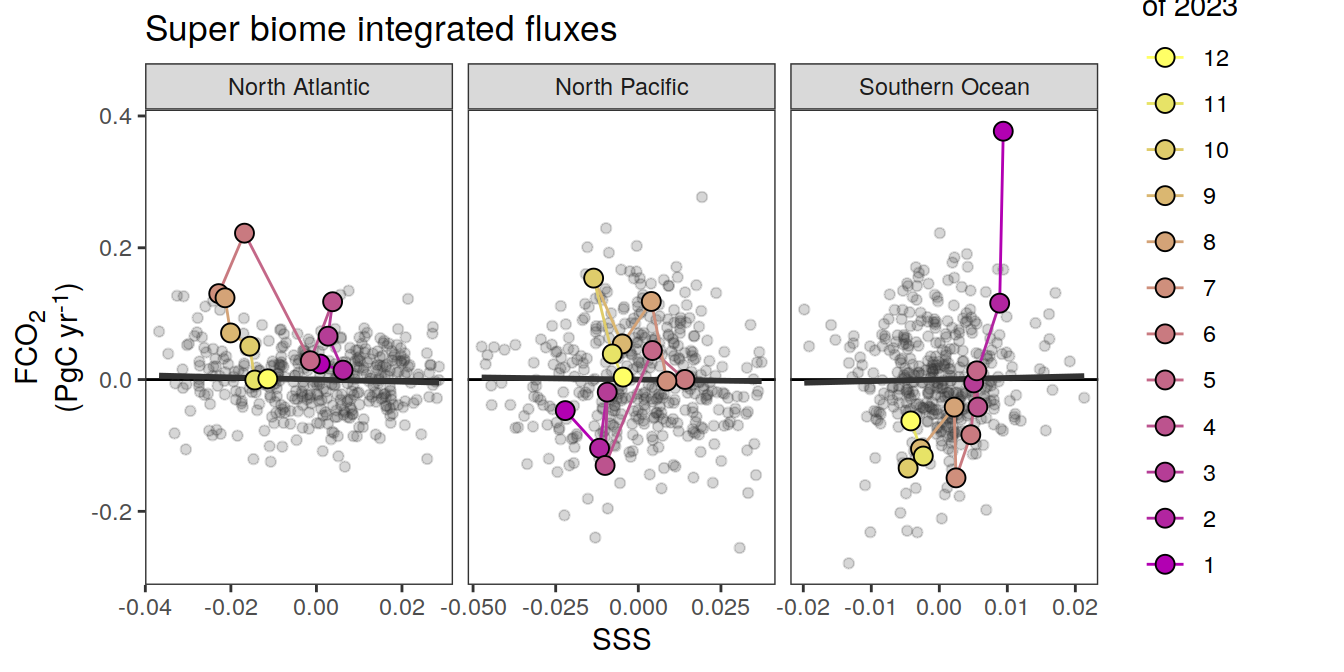 Super biome integrated fluxes
of 2023
North Atlantic
North Pacific
Southern Ocean
FCO2
(PgC yr-1)
0.4
0.2
0.0
-0.2
-0.04 -0.02 0.00 0.02
-0.050 -0.025 0.000 0.025
-0.02 -0.01 0.00 0.01 0.02
SSS
12
11
10
9
8
7
6
5
4
3
2
1